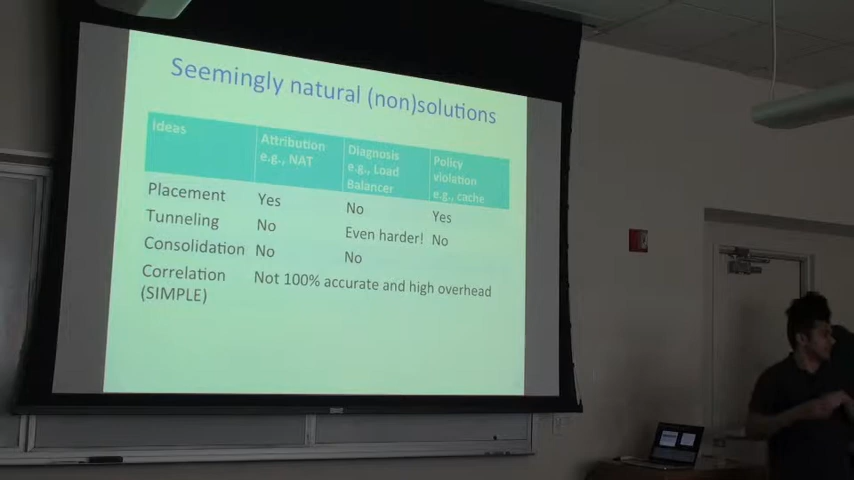 Seemingly natural (non)solutions
Ideas
Attribution
e.g., NAT
Diagnosis
e.g., Load
Balancer
Policy
violation
e.g., cache
Placement Yes No Yes
Tunneling No Even harder! No
Consolidation No No
Correlation Not 100% accurate and high overhead
(SIMPLE)